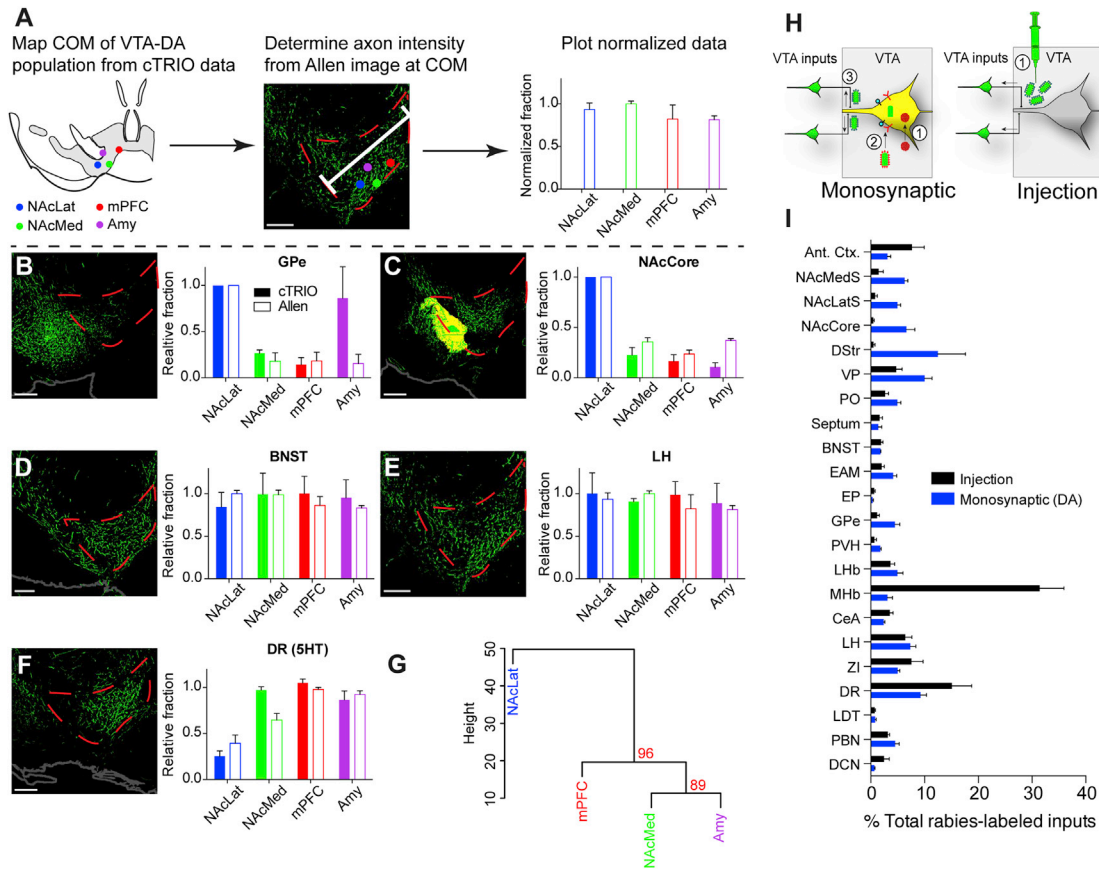 A
Map COM of VTA-DA
population from cTRIO data
NAcLat
mPFC
NAcMed
Amy
Determine axon intensity
from Allen image at COM
Plot normalized data
Normalized fraction
1.0
0.5
0.0
NAcLat
NAcMed
mPFC
Amy
B
GPe
cTRIO
Allen
Realtive fraction
1.0
0.5
0
NAcLat
NAcMed
mPFC
Amy
C
NAcCore
Relative fraction
1.0
0.5
0
NAcLat
NAcMed
mPFC
Amy
D
BNST
Relative fraction
1.0
0.5
0
NAcLat
NAcMed
mPFC
Amy
E
LH
Relative fraction
1.0
0.5
0
NAcLat
NAcMed
mPFC
Amy
F
DR (5HT)
Relative fraction
1.0
0.5
0
NAcLat
NAcMed
mPFC
Amy
G
Height
50
40
30
20
10
NAcLat
96
mPFC
89
NAcMed
Amy
H
VTA inputs
VTA
3
2
1
Monosynaptic
VTA inputs
VTA
1
Injection
I
Ant. Ctx.
NAcMedS
NAcLatS
NAcCore
DStr
VP
PO
Septum
BNST
EAM
EP
GPe
PVH
LHb
MHb
CeA
LH
ZI
DR
LDT
PBN
DCN
Injection
Monosynaptic (DA)
0 10 20 30 40
% Total rabies-labeled inputs